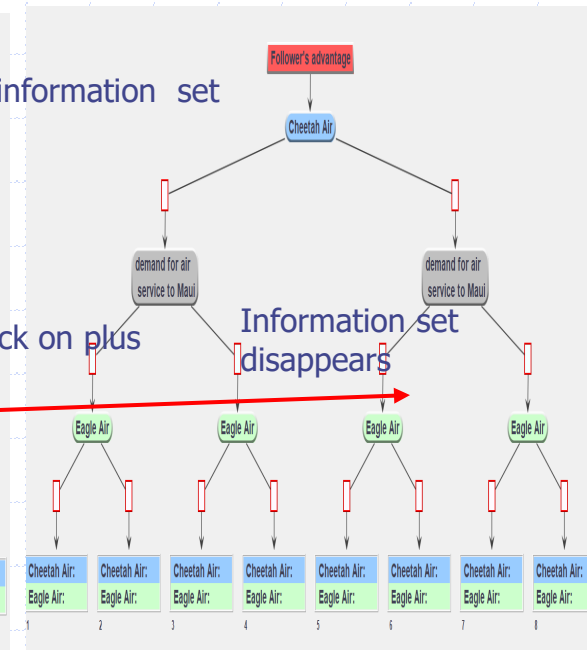 Follower's advantage
information set
Cheetah Air
demand for air
service to Maui
demand for air
service to Maui
ck on plus
Information set
disappears
Eagle Air
Eagle Air
Eagle Air
Eagle Air
Cheetah Air:
Eagle Air:
Cheetah Air:
Eagle Air:
Cheetah Air:
Eagle Air:
Cheetah Air:
Eagle Air:
Cheetah Air:
Eagle Air:
Cheetah Air:
Eagle Air:
Cheetah Air:
Eagle Air:
Cheetah Air:
Eagle Air:
1 2 3 4 5 6 7 8